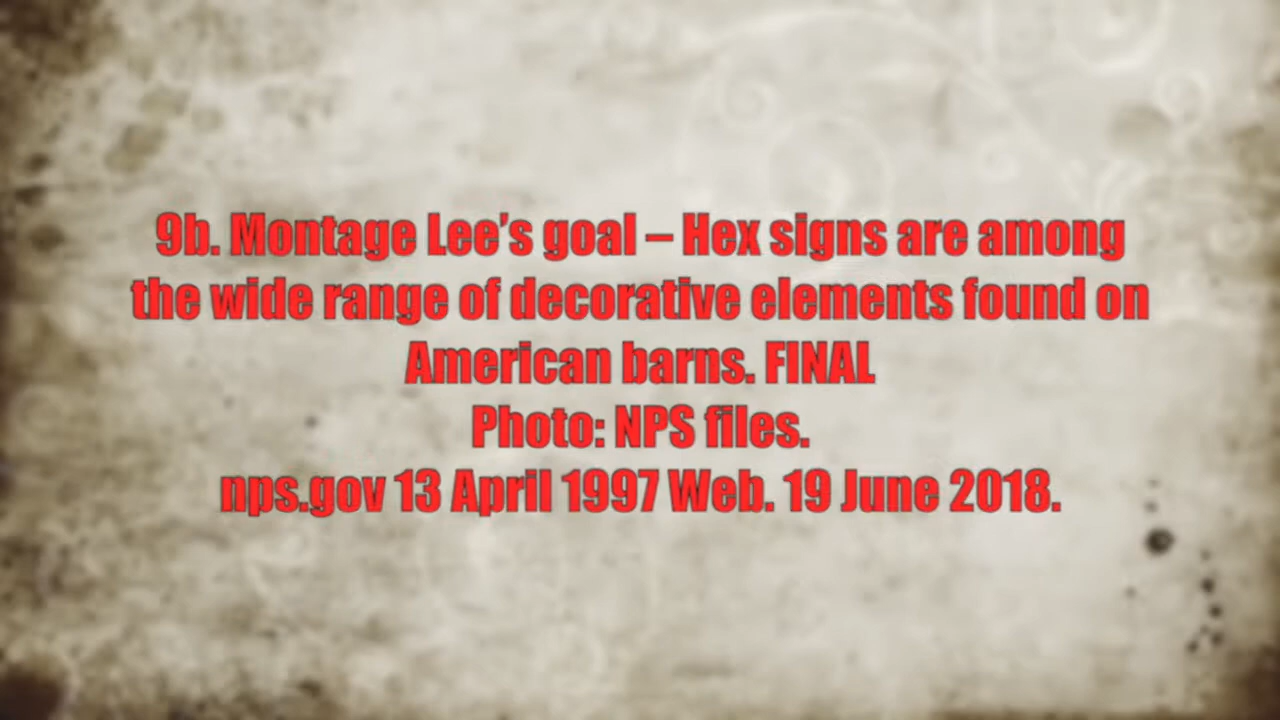 9b. Montage Lee’s goal – Hex signs are among
the wide range of decorative elements found on
American barns. FINAL
Photo: NPS files.
nps.gov 13 April 1997 Web. 19 June 2018.